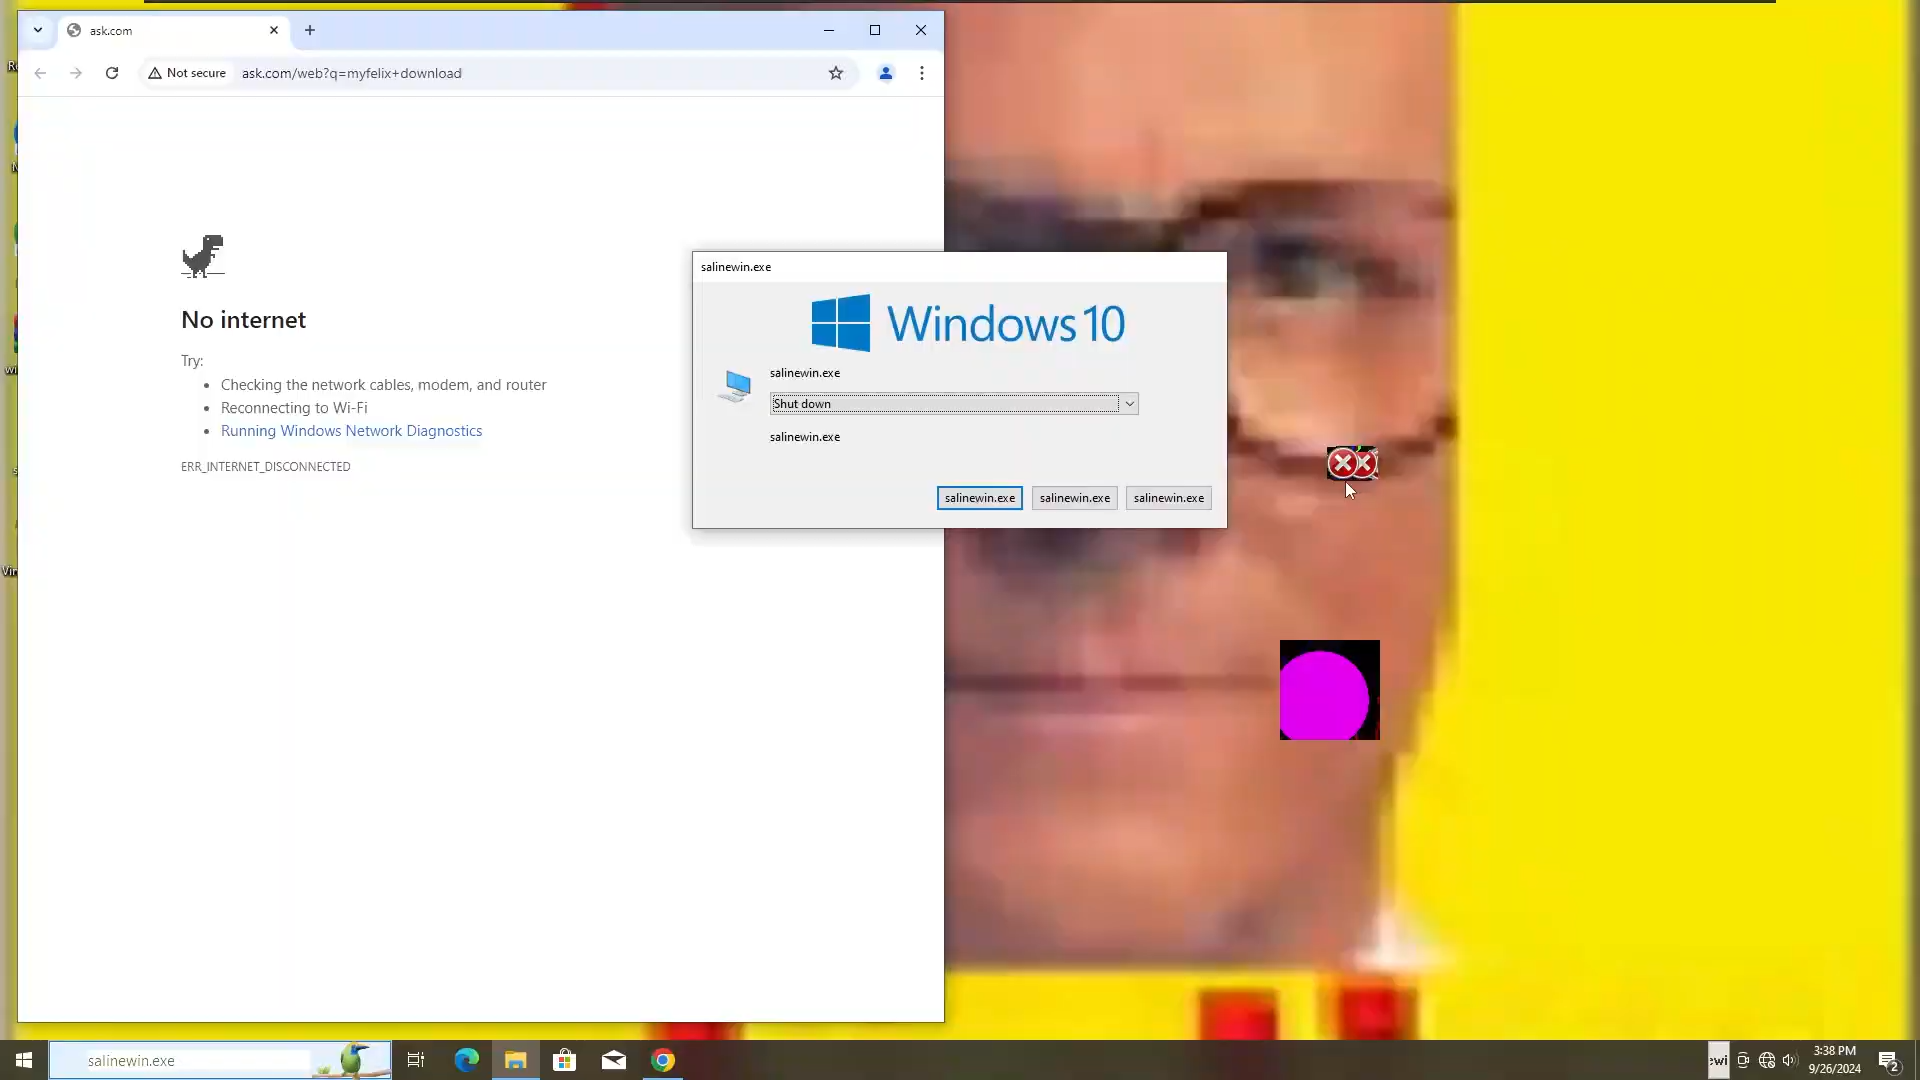 ask.com
Not secure
ask.com/web?q=myfelix+download
No internet
Try:
Checking the network cables, modem, and router
Reconnecting to Wi-Fi
Running Windows Network Diagnostics
ERR_INTERNET_DISCONNECTED
salinewin.exe
Windows 10
salinewin.exe
Shut down
salinewin.exe
salinewin.exe
salinewin.exe
salinewin.exe
salinewin.exe
ewi
3:38 PM
9/26/2024
2